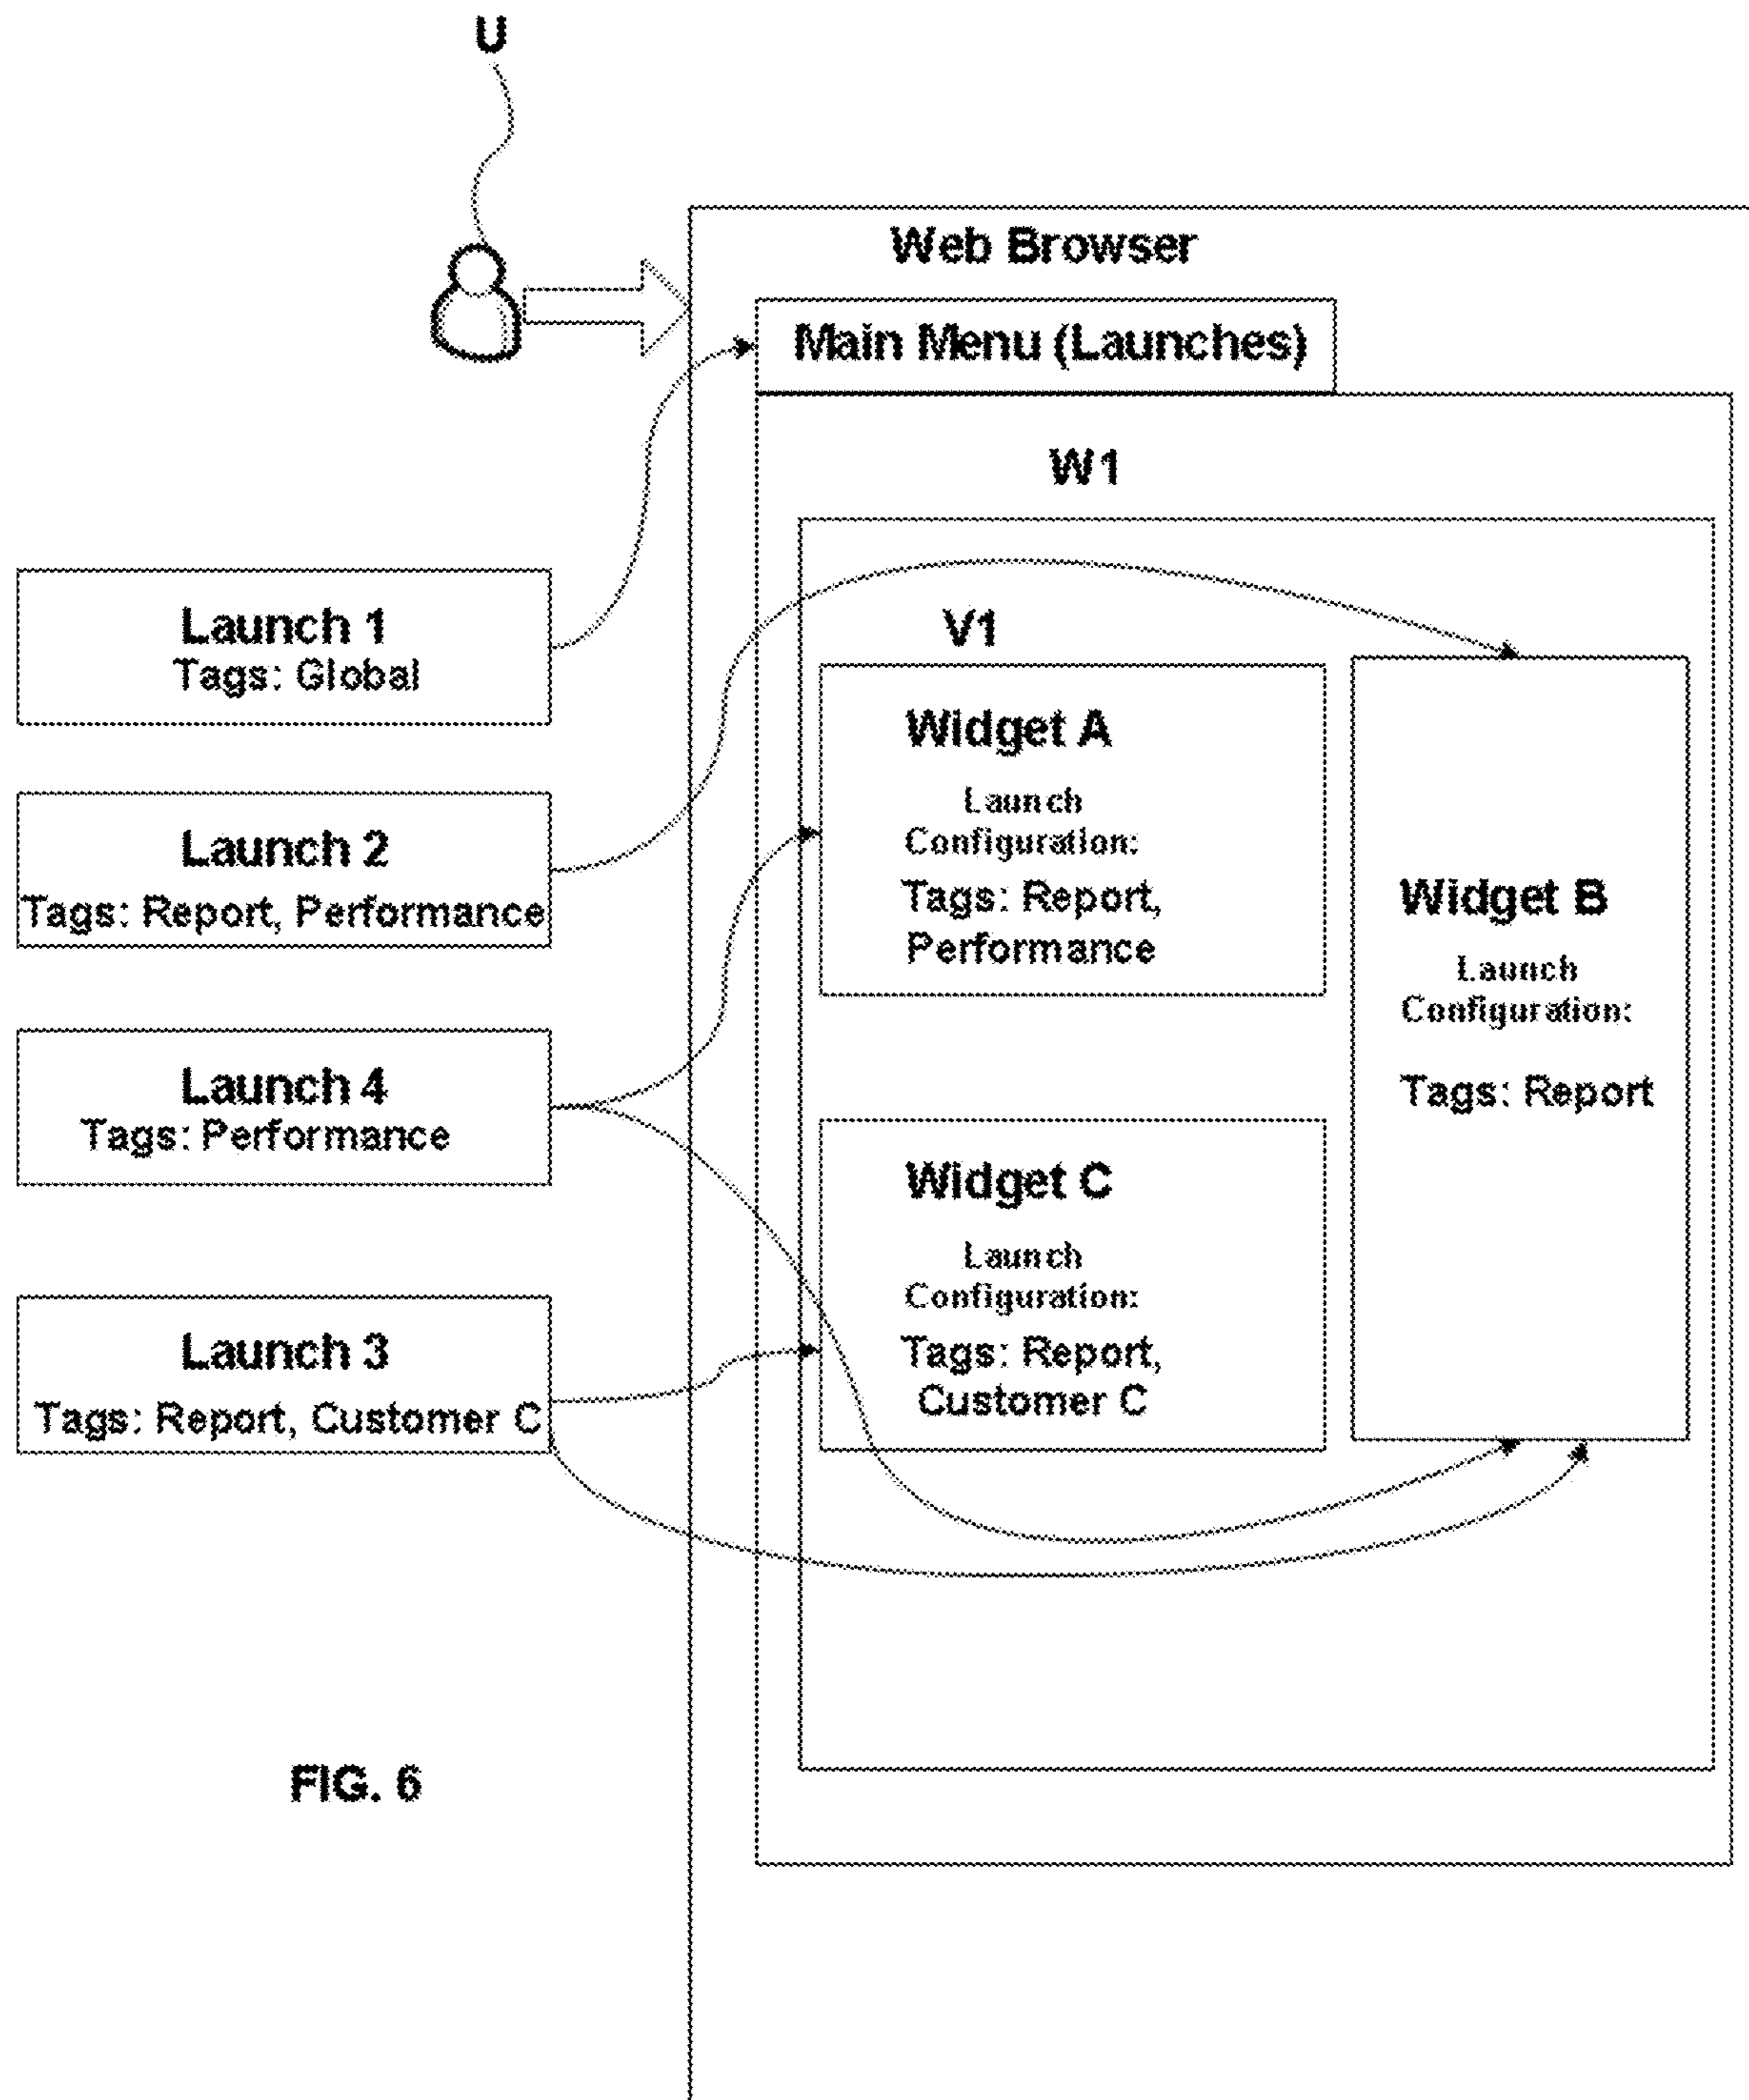 U
Web Browser
Main Menu (Launches)
W1
Launch 1
Tags: Global
Launch 2
Tags: Report, Performance
Launch 4
Tags: Performance
Launch 3
Tags: Report, Customer C
V1
Widget A
Launch
Configuration:
Tags: Report,
Performance
Widget B
Launch
Configuration:
Tags: Report
Widget C
Launch
Configuration:
Tags: Report,
Customer C
FIG. 6